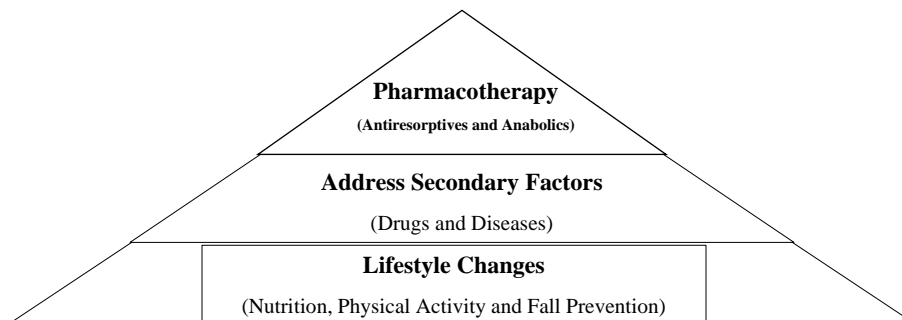 Pharmacotherapy
(Antiresorptives and Anabolics)
Address Secondary Factors
(Drugs and Diseases)
Lifestyle Changes
(Nutrition, Physical Activity and Fall Prevention)